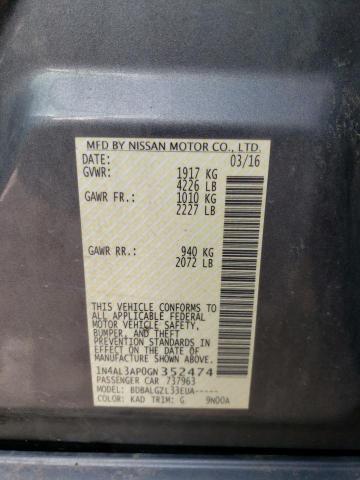 MFD BY NISSAN MOTOR CO., LTD.
DATE: 03/16
GVWR: 1917 KG
4226 LB
GAWR FR.: 1010 KG
2227 LB
GAWR RR.: 940 KG
2072 LB
THIS VEHICLE CONFORMS TO
ALL APPLICABLE FEDERAL
MOTOR VEHICLE SAFETY,
BUMPER, AND THEFT
PREVENTION STANDARDS
IN EFFECT ON THE DATE OF
MANUFACTURE SHOWN ABOVE.
1N4AL3AP0GN352474
PASSENGER CAR 737963
MODEL: BDBALGZL33EUA-----
COLOR: KAD TRIM: G 9N00A